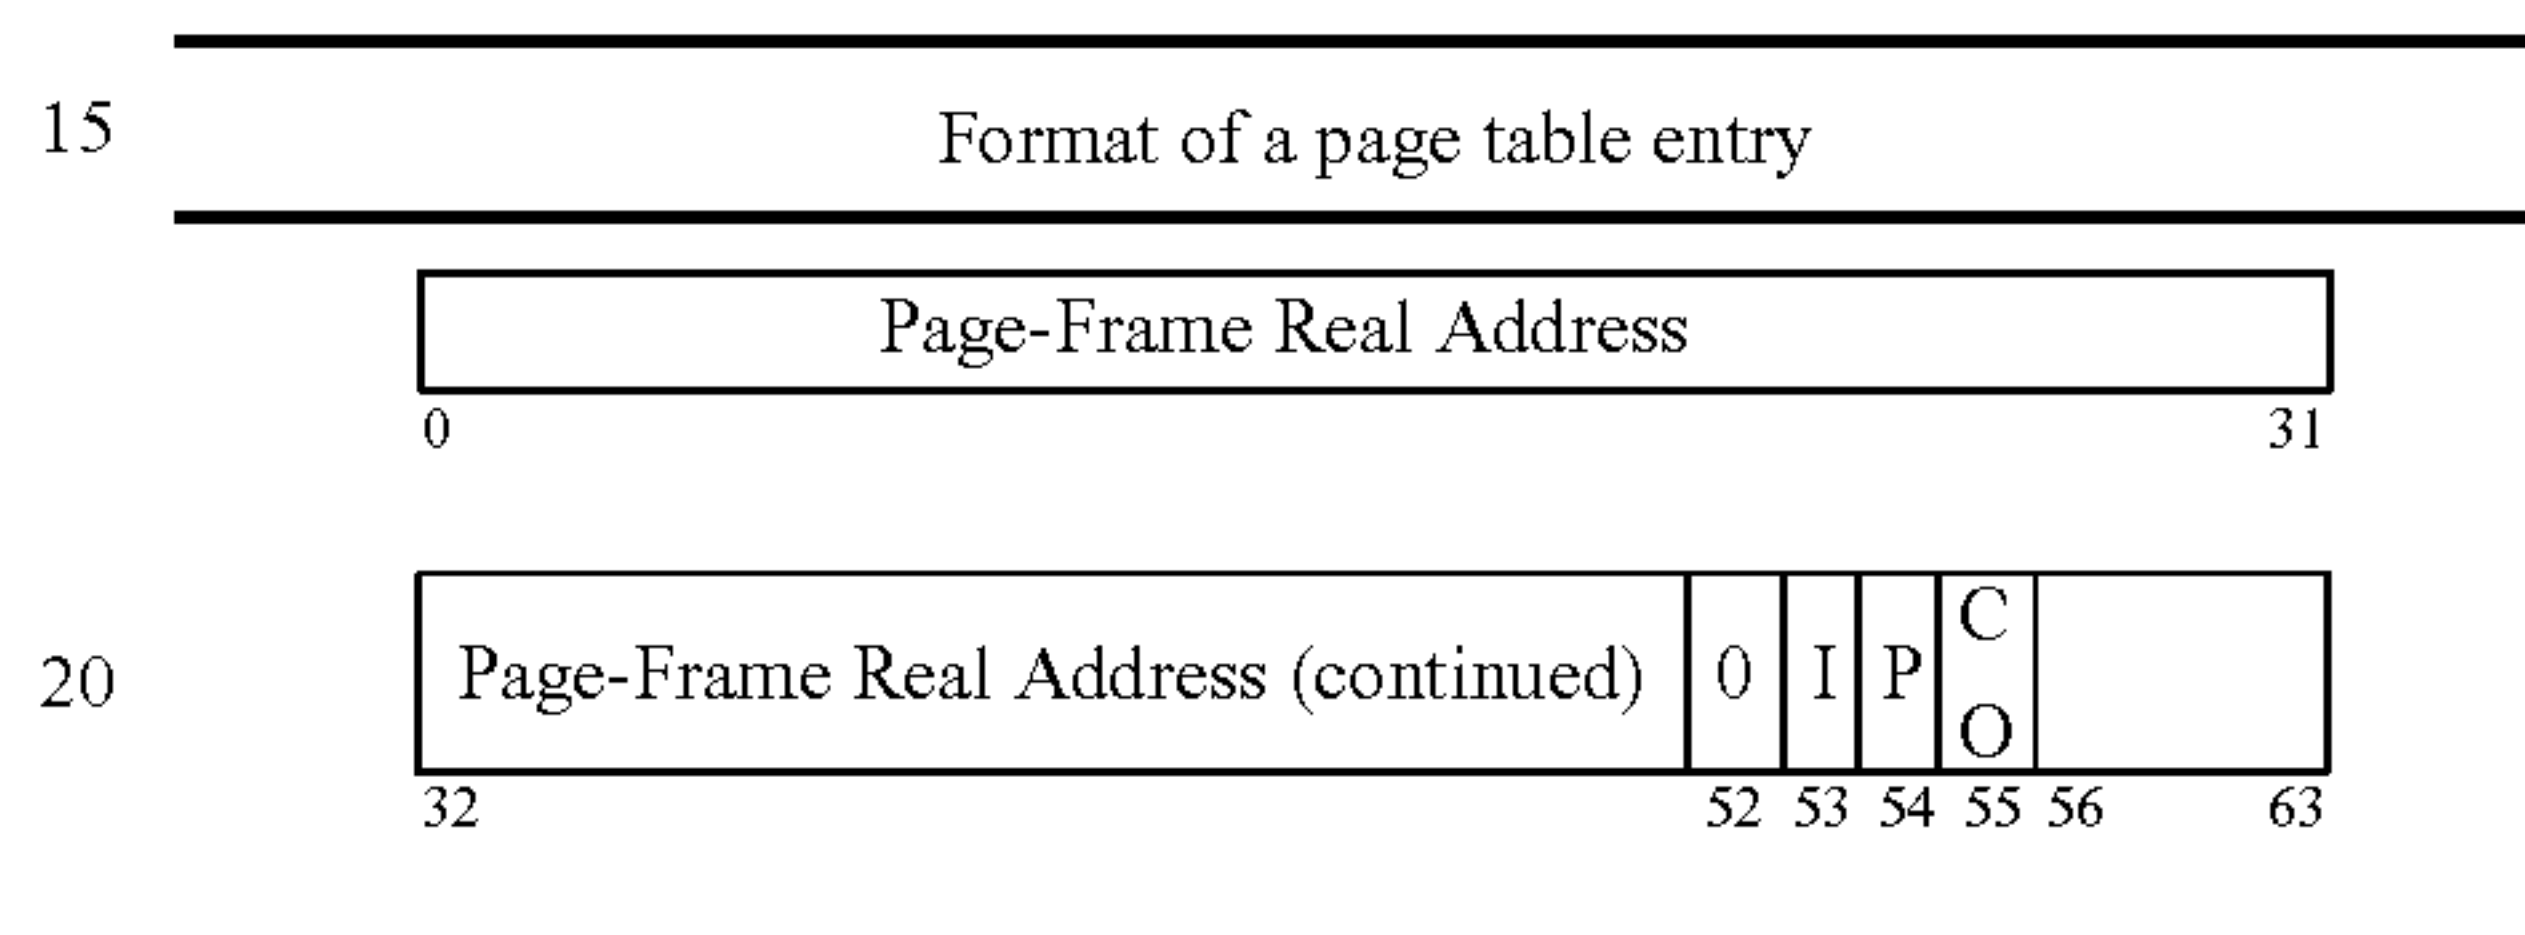 15 Format of a page table entry
Page-Frame Real Address
0 31
20 Page-Frame Real Address (continued) 0 I P C O
32 52 53 54 55 56 63